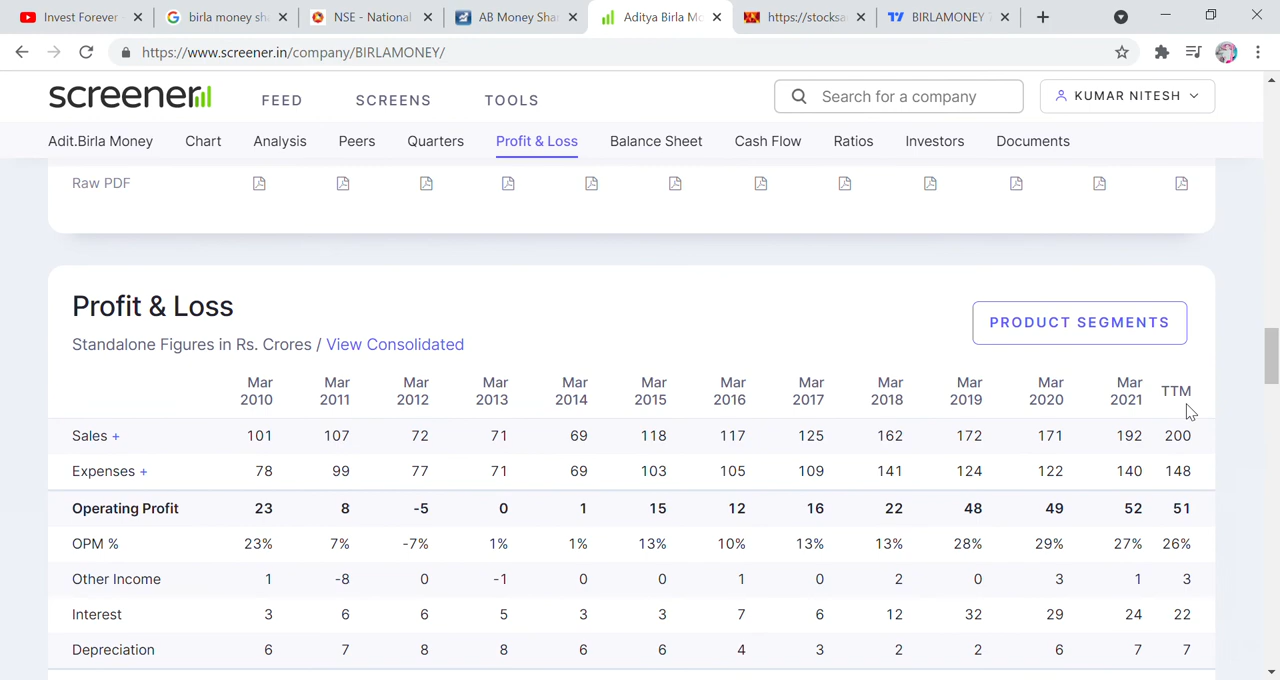 Invest Forever
birla money sh
NSE - National
AB Money Sha
Aditya Birla Mo
https://stocksa
BIRLAMONEY
https://www.screener.in/company/BIRLAMONEY/
screener
FEED SCREENS TOOLS
Search for a company
KUMAR NITESH
Adit.Birla Money Chart Analysis Peers Quarters Profit & Loss Balance Sheet Cash Flow Ratios Investors Documents
Raw PDF
Profit & Loss
PRODUCT SEGMENTS
Standalone Figures in Rs. Crores / View Consolidated
Mar 2010 Mar 2011 Mar 2012 Mar 2013 Mar 2014 Mar 2015 Mar 2016 Mar 2017 Mar 2018 Mar 2019 Mar 2020 Mar 2021 TTM
Sales + 101 107 72 71 69 118 117 125 162 172 171 192 200
Expenses + 78 99 77 71 69 103 105 109 141 124 122 140 148
Operating Profit 23 8 -5 0 1 15 12 16 22 48 49 52 51
OPM % 23% 7% -7% 1% 1% 13% 10% 13% 13% 28% 29% 27% 26%
Other Income 1 -8 0 -1 0 0 1 0 2 0 3 1 3
Interest 3 6 6 5 3 3 7 6 12 32 29 24 22
Depreciation 6 7 8 8 6 6 4 3 2 2 6 7 7